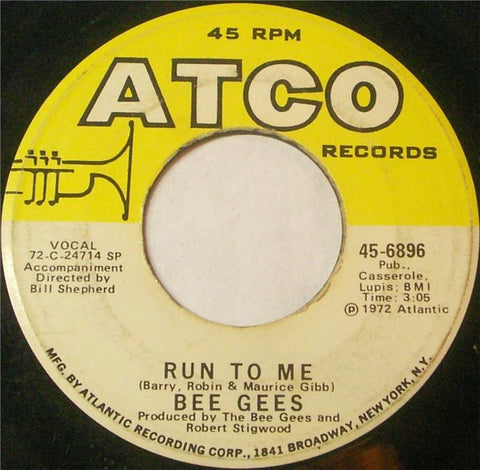 45 RPM
ATCO
RECORDS
VOCAL
72-C-24714 SP
Accompaniment
Directed by
Bill Shepherd
45-6896
Pub.,
Casserole,
Lupis: BMI
Time: 3:05
Ⓟ 1972 Atlantic
RUN TO ME
(Barry, Robin & Maurice Gibb)
BEE GEES
Produced by The Bee Gees and
Robert Stigwood
MFG. BY ATLANTIC RECORDING CORP., 1841 BROADWAY, NEW YORK, N.Y.